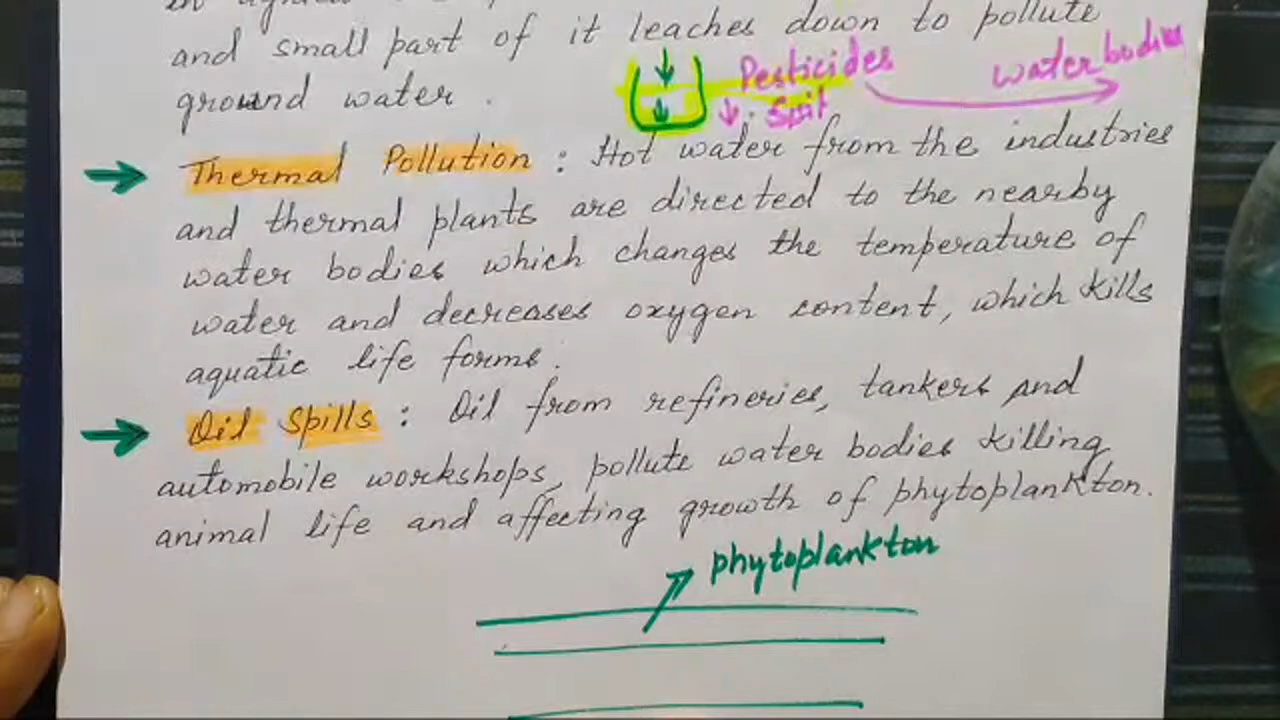 and small part of it leaches down to pollute
ground water.
Pesticides
↓ Soit
water bodies
→ Thermal Pollution : Hot water from the industries
and thermal plants are directed to the nearby
water bodies which changes the temperature of
water and decreases oxygen content, which kills
aquatic life forms.
→ Oil Spills : Oil from refineries, tankers and
automobile workshops, pollute water bodies killing
animal life and affecting growth of phytoplankton.
phytoplankton